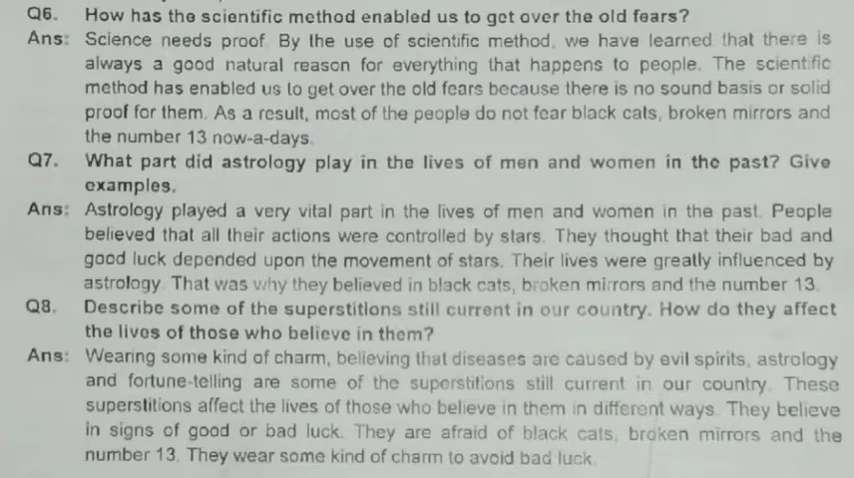 Q6. How has the scientific method enabled us to get over the old fears?
Ans: Science needs proof. By the use of scientific method, we have learned that there is
always a good natural reason for everything that happens to people. The scientific
method has enabled us to get over the old fears because there is no sound basis or solid
proof for them. As a result, most of the people do not fear black cats, broken mirrors and
the number 13 now-a-days.
Q7. What part did astrology play in the lives of men and women in the past? Give
examples.
Ans: Astrology played a very vital part in the lives of men and women in the past. People
believed that all their actions were controlled by stars. They thought that their bad and
good luck depended upon the movement of stars. Their lives were greatly influenced by
astrology. That was why they believed in black cats, broken mirrors and the number 13.
Q8. Describe some of the superstitions still current in our country. How do they affect
the lives of those who believe in them?
Ans: Wearing some kind of charm, believing that diseases are caused by evil spirits, astrology
and fortune-telling are some of the superstitions still current in our country. These
superstitions affect the lives of those who believe in them in different ways. They believe
in signs of good or bad luck. They are afraid of black cats, broken mirrors and the
number 13. They wear some kind of charm to avoid bad luck.